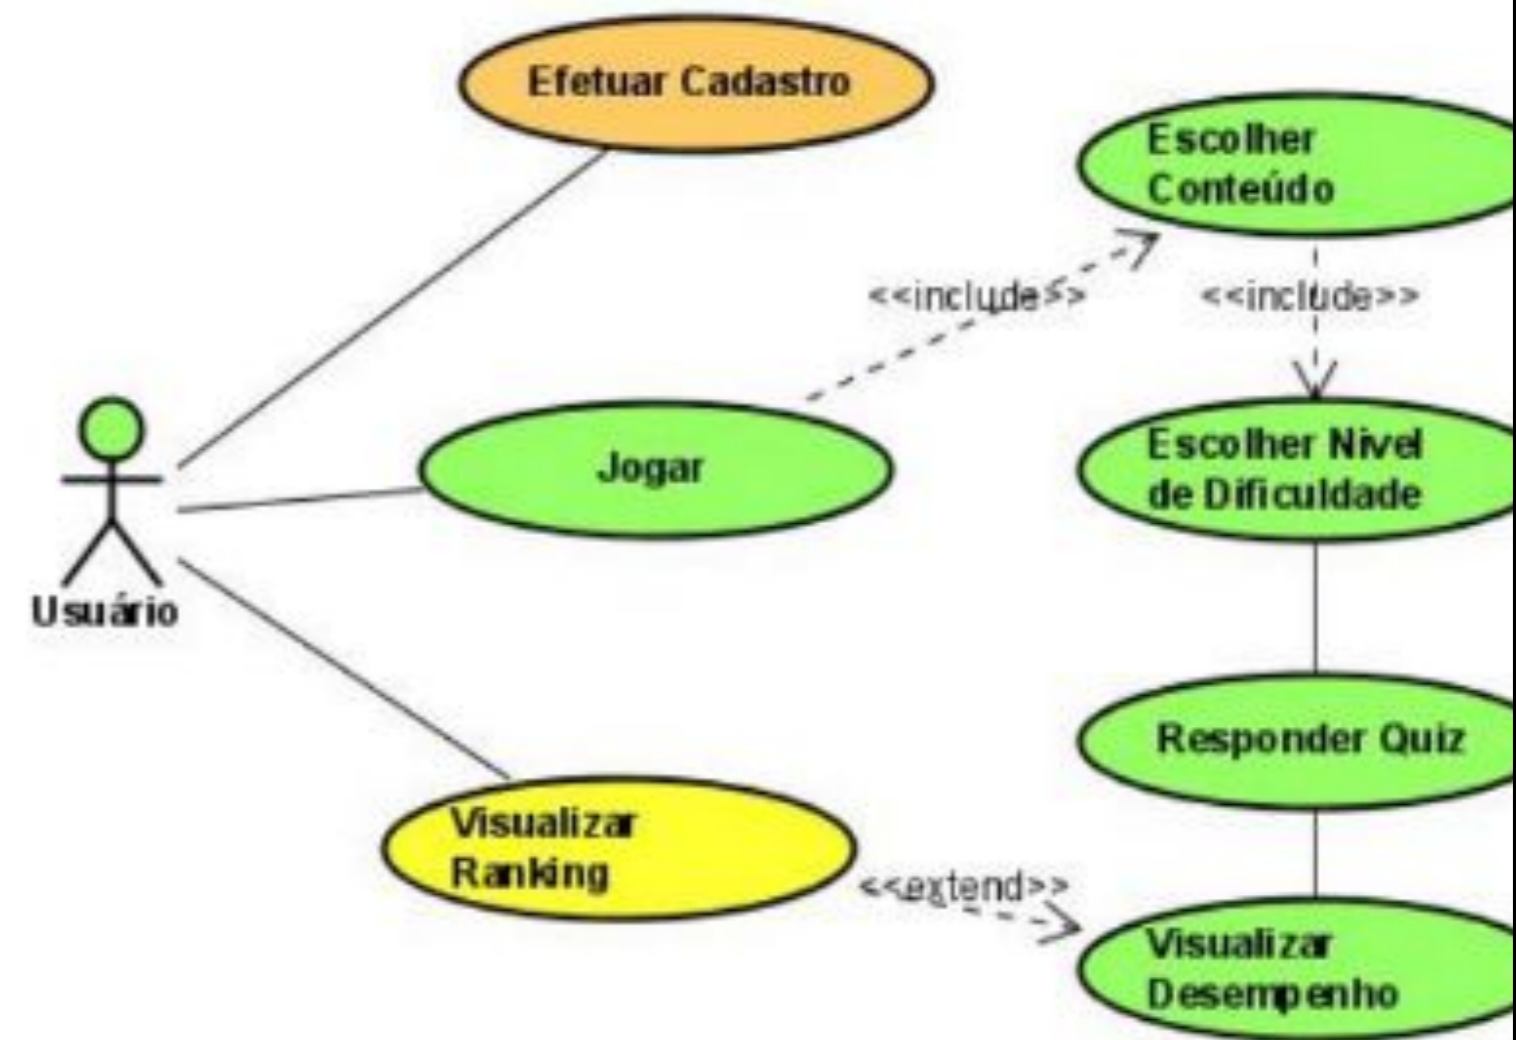 Efetuar Cadastro
Escolher
Conteúdo
<<include>>
<<include>>
Jogar
Escolher Nivel
de Dificuldade
Usuário
Responder Quiz
Visualizar
Ranking
<<extend>>
Visualizar
Desempenho